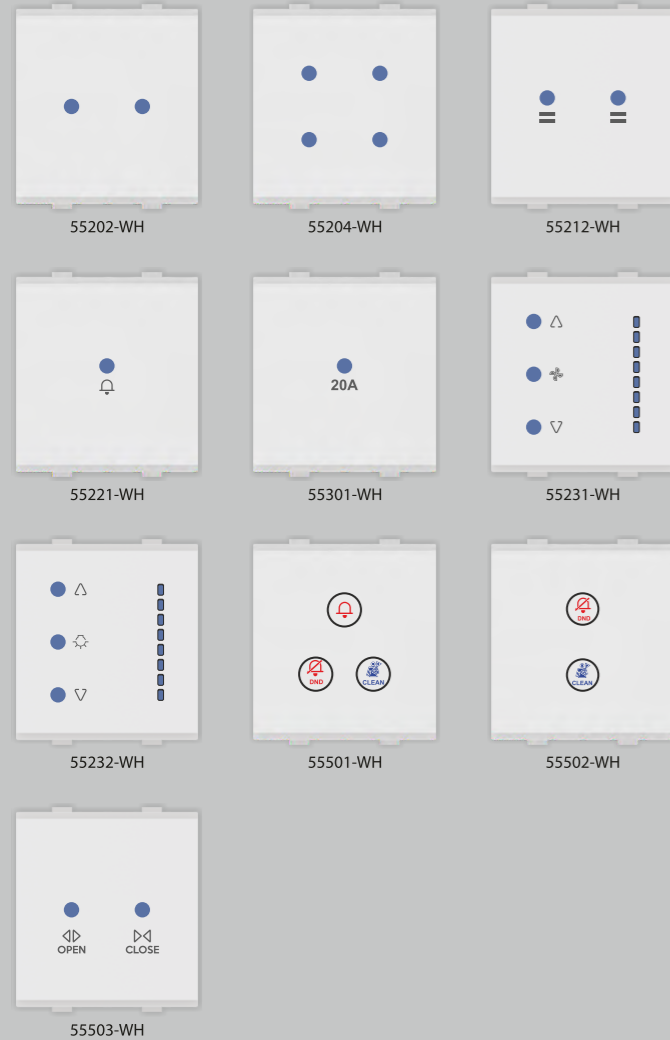 55202-WH
55204-WH
55212-WH
20A
55221-WH
55301-WH
55231-WH
DND
DND
CLEAN
CLEAN
55232-WH
55501-WH
55502-WH
OPEN
CLOSE
55503-WH